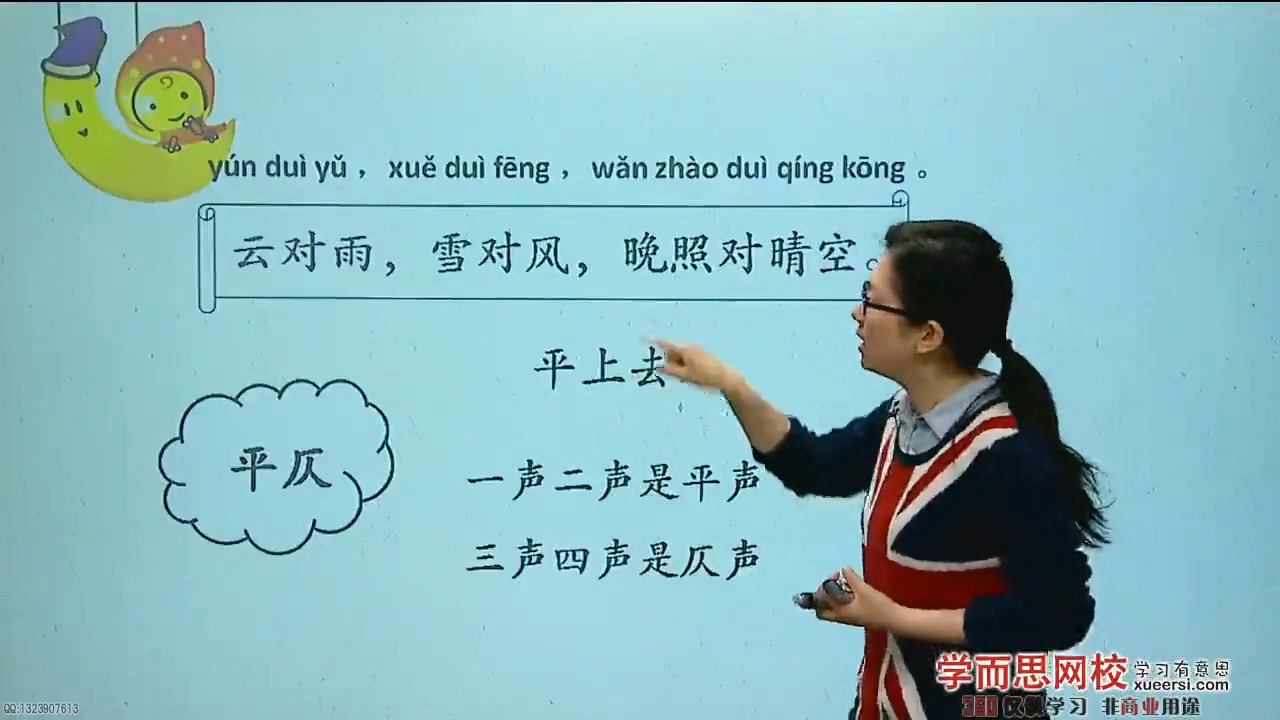 yún duì yǔ， xuě duì fēng， wǎn zhào duì qíng kōng。
云对雨，雪对风，晚照对晴空。
平上去
平仄
一声二声是平声
三声四声是仄声
学而思网校 学习有意思
xueersi.com
学习 非商业用途
QQ:1323907613